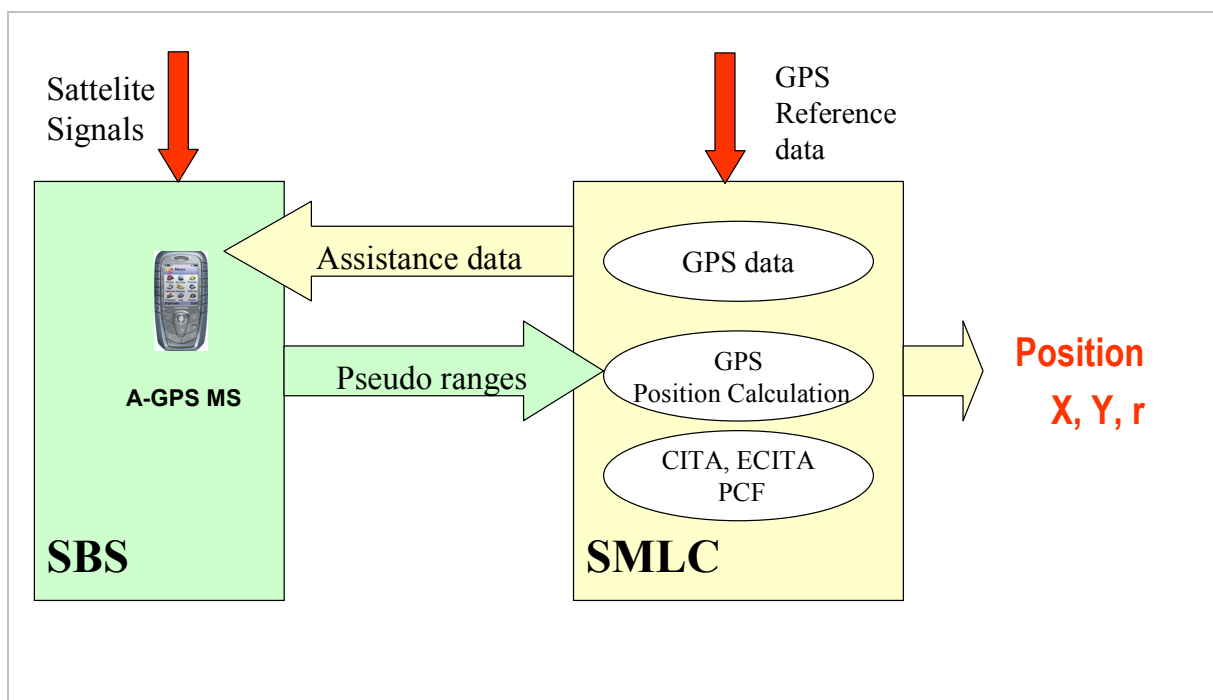 Sattelite
Signals
GPS
Reference
data
Assistance data
GPS data
Pseudo ranges
GPS
Position Calculation
Position
X, Y, r
A-GPS MS
CITA, ECITA
PCF
SBS
SMLC